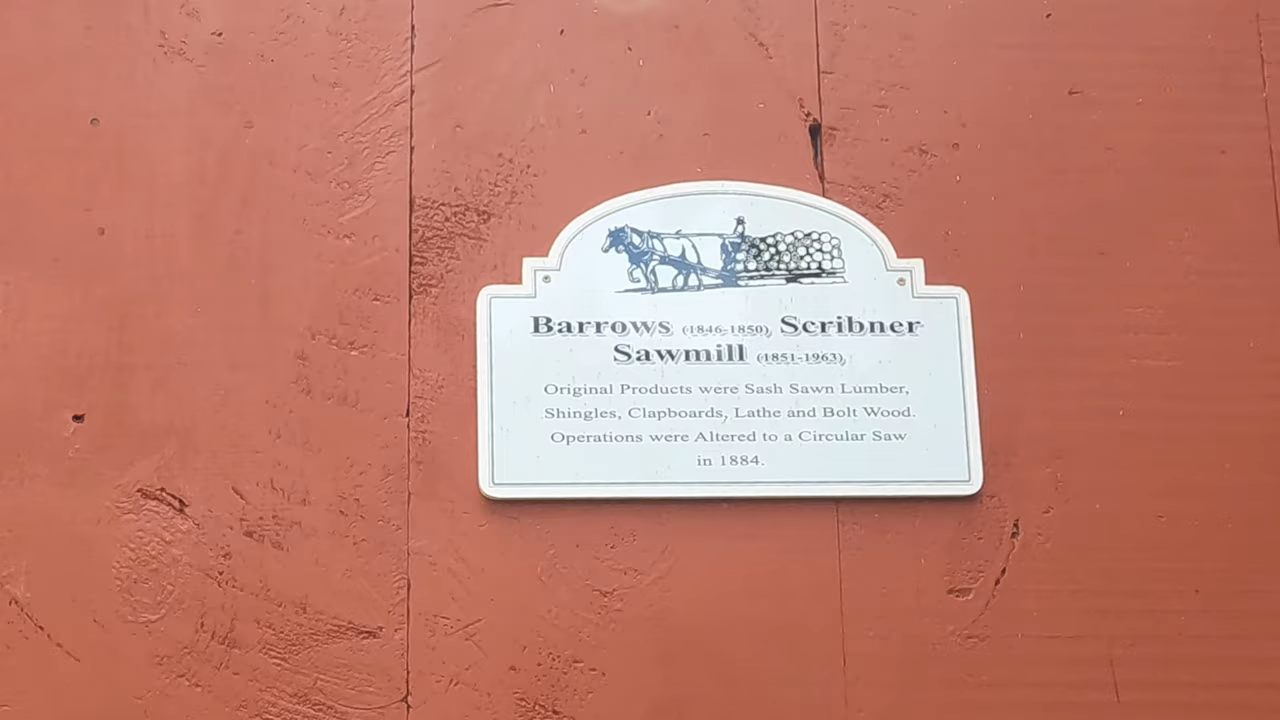 Barrows (1846-1850), Scribner
Sawmill (1851-1963),
Original Products were Sash Sawn Lumber,
Shingles, Clapboards, Lathe and Bolt Wood.
Operations were Altered to a Circular Saw
in 1884.